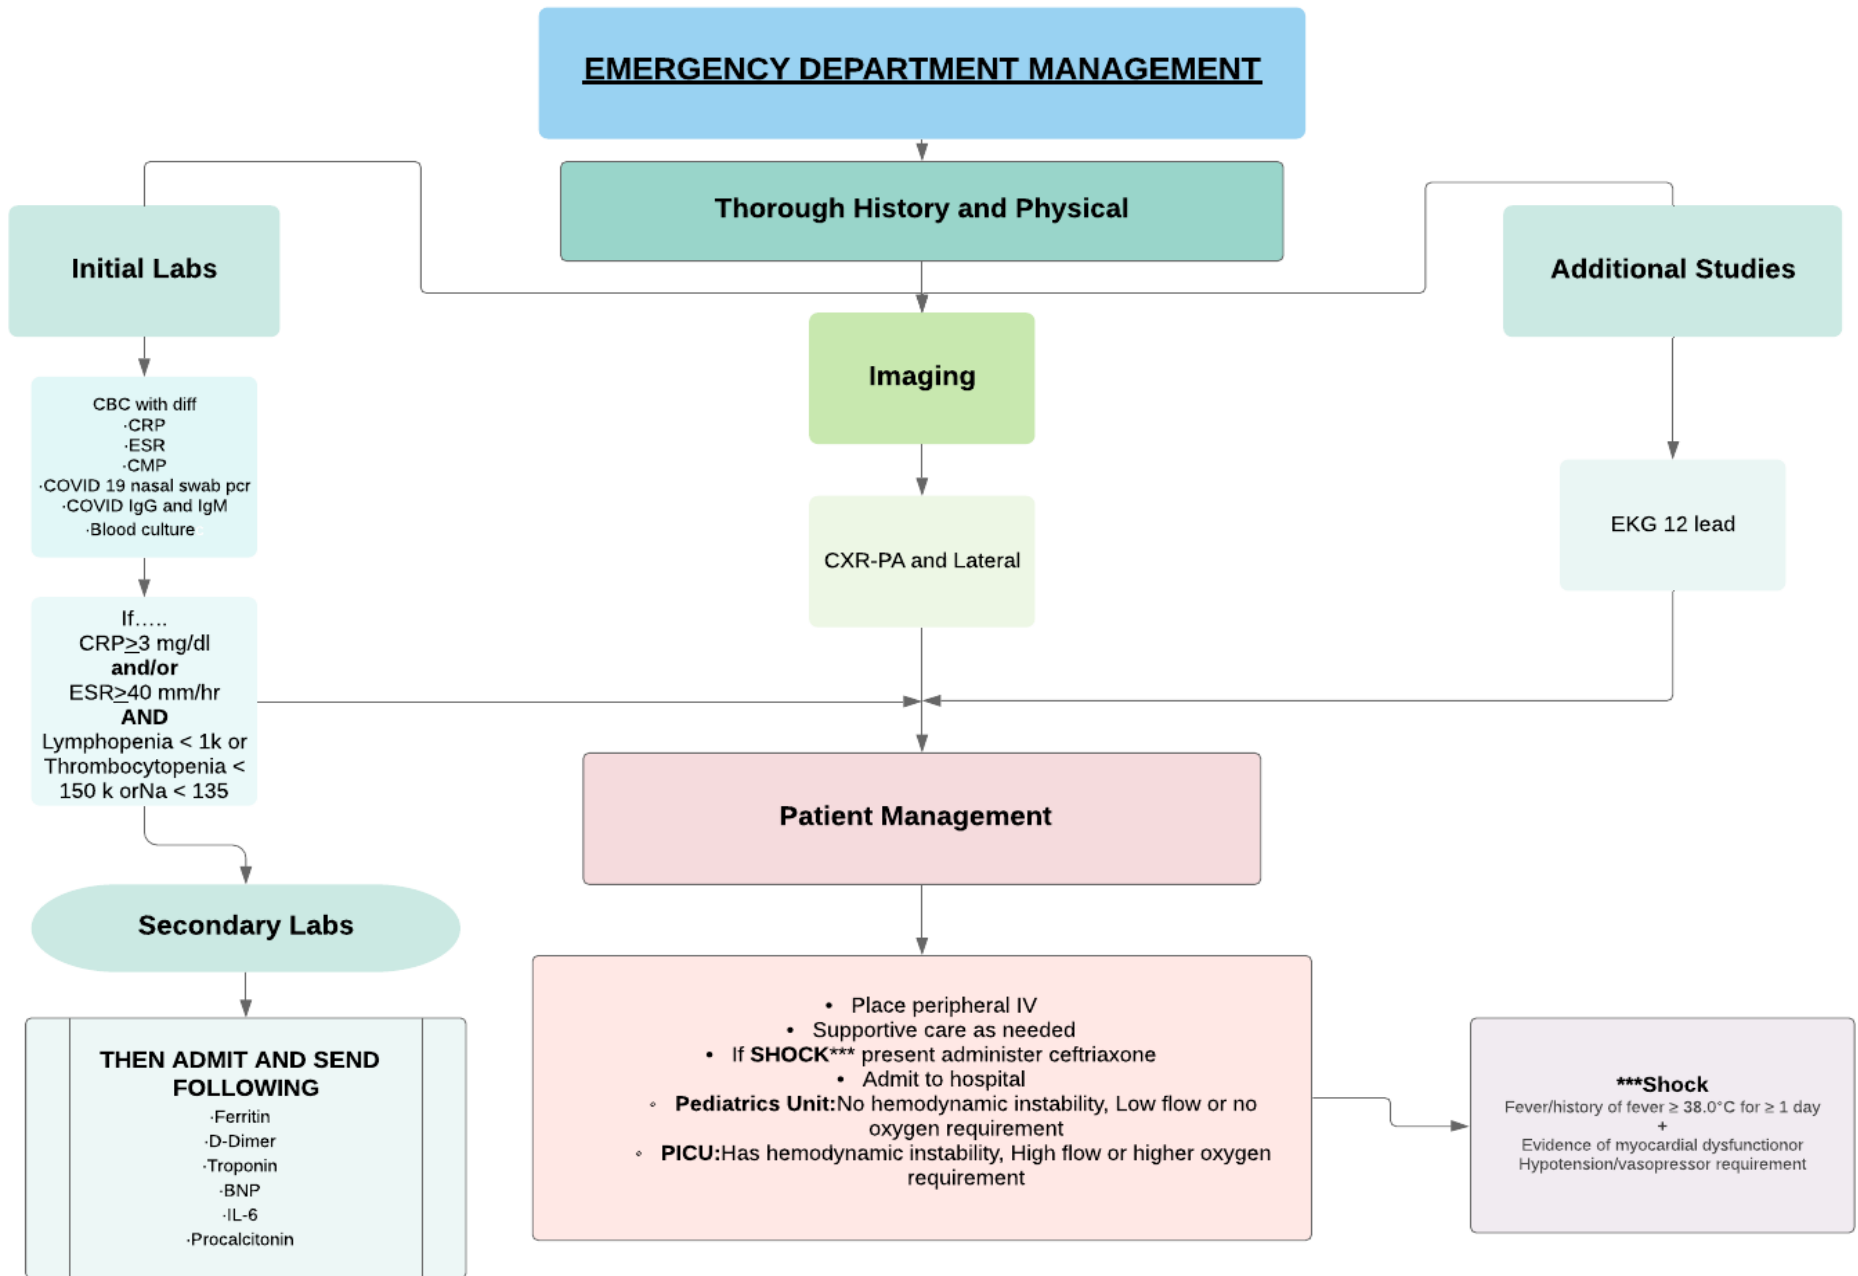 EMERGENCY DEPARTMENT MANAGEMENT
Thorough History and Physical
Initial Labs
Additional Studies
Imaging
CBC with diff
·CRP
·ESR
·CMP
·COVID 19 nasal swab pcr
·COVID IgG and IgM
·Blood culture
EKG 12 lead
CXR-PA and Lateral
If.....
CRP≥3 mg/dl
and/or
ESR≥40 mm/hr
AND
Lymphopenia < 1k or
Thrombocytopenia <
150 k orNa < 135
Patient Management
Secondary Labs
THEN ADMIT AND SEND
FOLLOWING
·Ferritin
·D-Dimer
·Troponin
·BNP
·IL-6
·Procalcitonin
• Place peripheral IV
• Supportive care as needed
• If SHOCK*** present administer ceftriaxone
• Admit to hospital
◦ Pediatrics Unit:No hemodynamic instability, Low flow or no
oxygen requirement
◦ PICU:Has hemodynamic instability, High flow or higher oxygen
requirement
***Shock
Fever/history of fever ≥ 38.0°C for ≥ 1 day
+
Evidence of myocardial dysfunctionor
Hypotension/vasopressor requirement